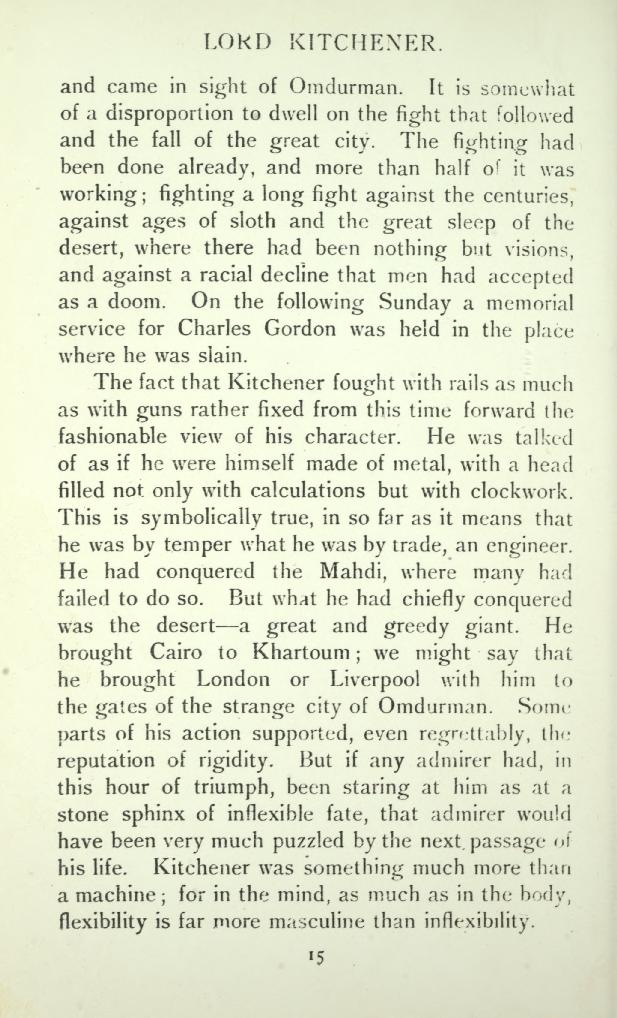 LORD KITCHENER.
and came in sight of Omdurman. It is somewhat
of a disproportion to dwell on the fight that followed
and the fall of the great city. The fighting had
been done already, and more than half of it was
working; fighting a long fight against the centuries,
against ages of sloth and the great sleep of the
desert, where there had been nothing but visions,
and against a racial decline that men had accepted
as a doom. On the following Sunday a memorial
service for Charles Gordon was held in the place
where he was slain.
The fact that Kitchener fought with rails as much
as with guns rather fixed from this time forward the
fashionable view of his character. He was talked
of as if he were himself made of metal, with a head
filled not only with calculations but with clockwork.
This is symbolically true, in so far as it means that
he was by temper what he was by trade, an engineer.
He had conquered the Mahdi, where many had
failed to do so. But what he had chiefly conquered
was the desert—a great and greedy giant. He
brought Cairo to Khartoum; we might say that
he brought London or Liverpool with him to
the gates of the strange city of Omdurman. Some
parts of his action supported, even regrettably, the
reputation of rigidity. But if any admirer had, in
this hour of triumph, been staring at him as at a
stone sphinx of inflexible fate, that admirer would
have been very much puzzled by the next passage of
his life. Kitchener was something much more than
a machine; for in the mind, as much as in the body,
flexibility is far more masculine than inflexibility.
15